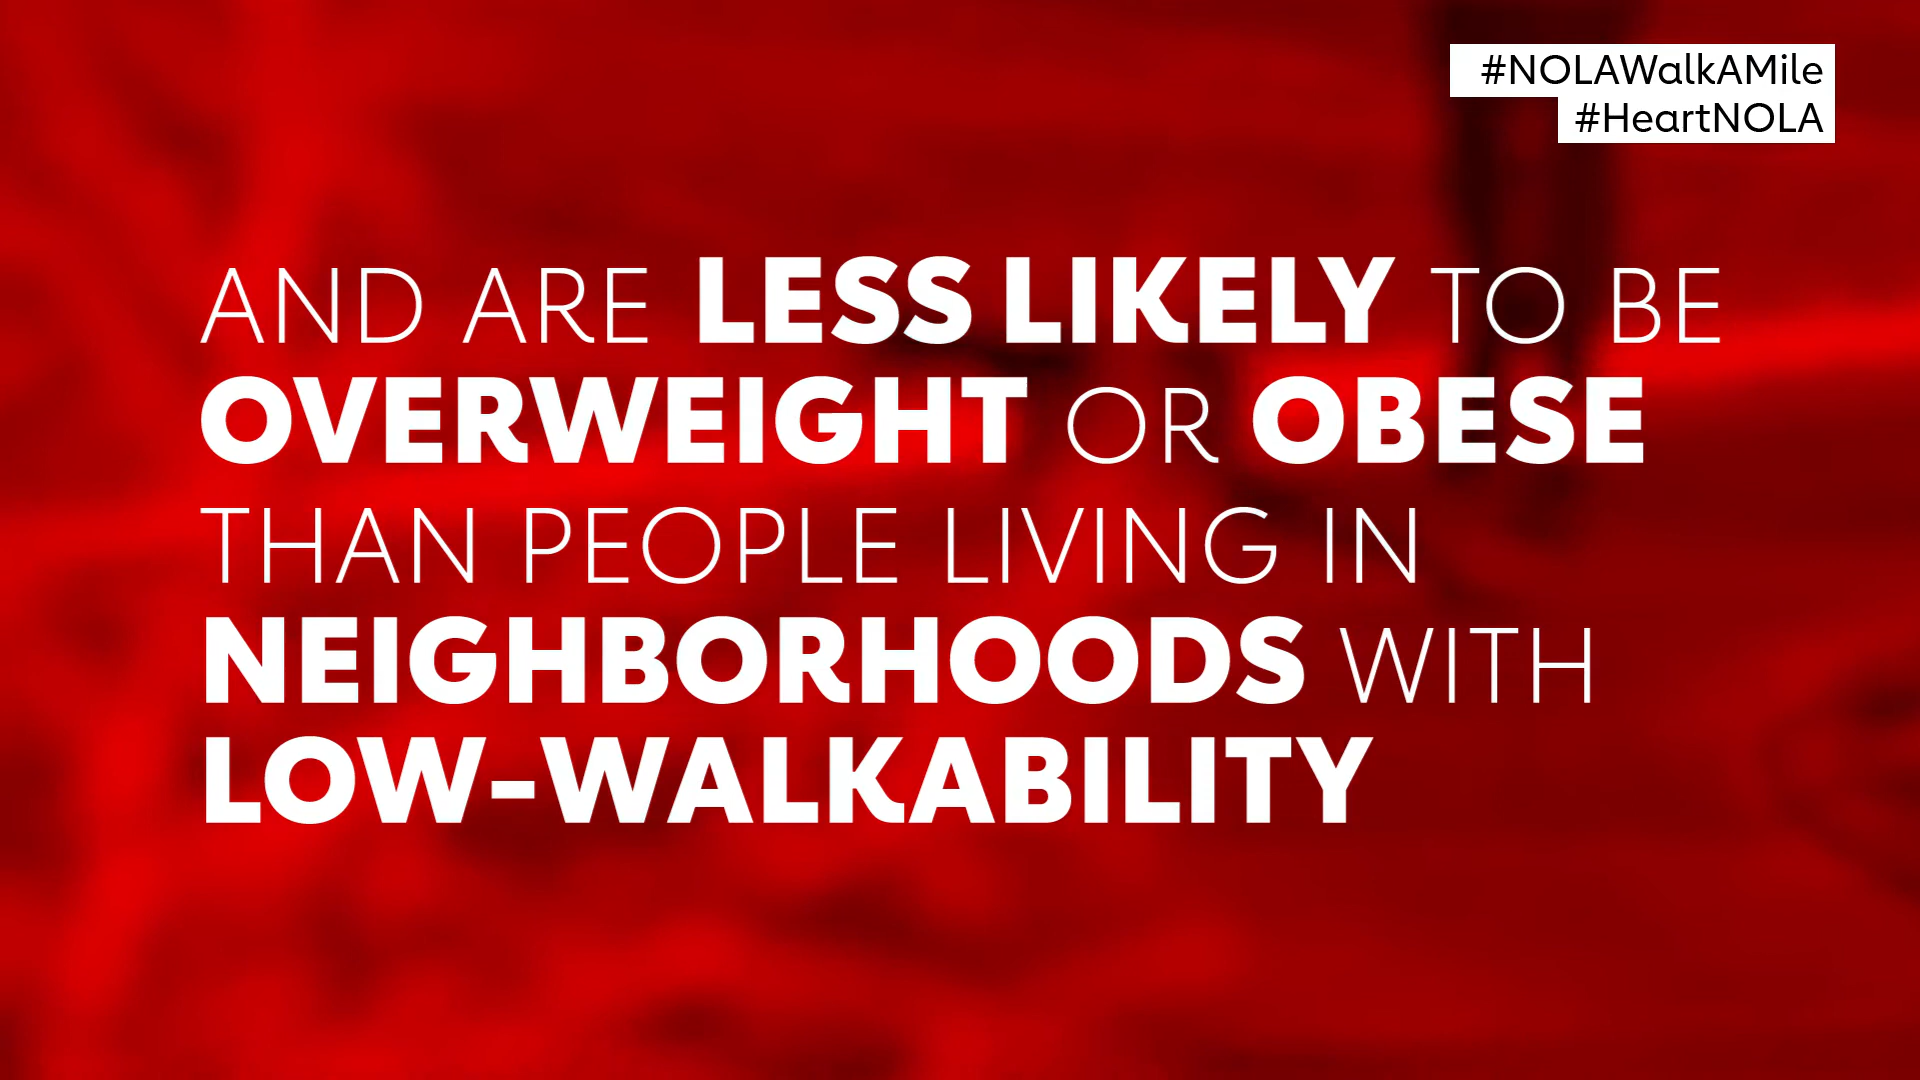 #NOLAWalkAMile
#HeartNOLA
AND ARE LESS LIKELY TO BE
OVERWEIGHT OR OBESE
THAN PEOPLE LIVING IN
NEIGHBORHOODS WITH
LOW-WALKABILITY